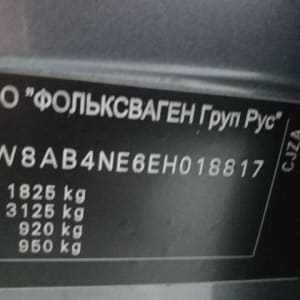 О "ФОЛЬКСВАГЕН Груп Рус"
W8AB4NE6EH018817
1825 kg
3125 kg
920 kg
950 kg
CJZA